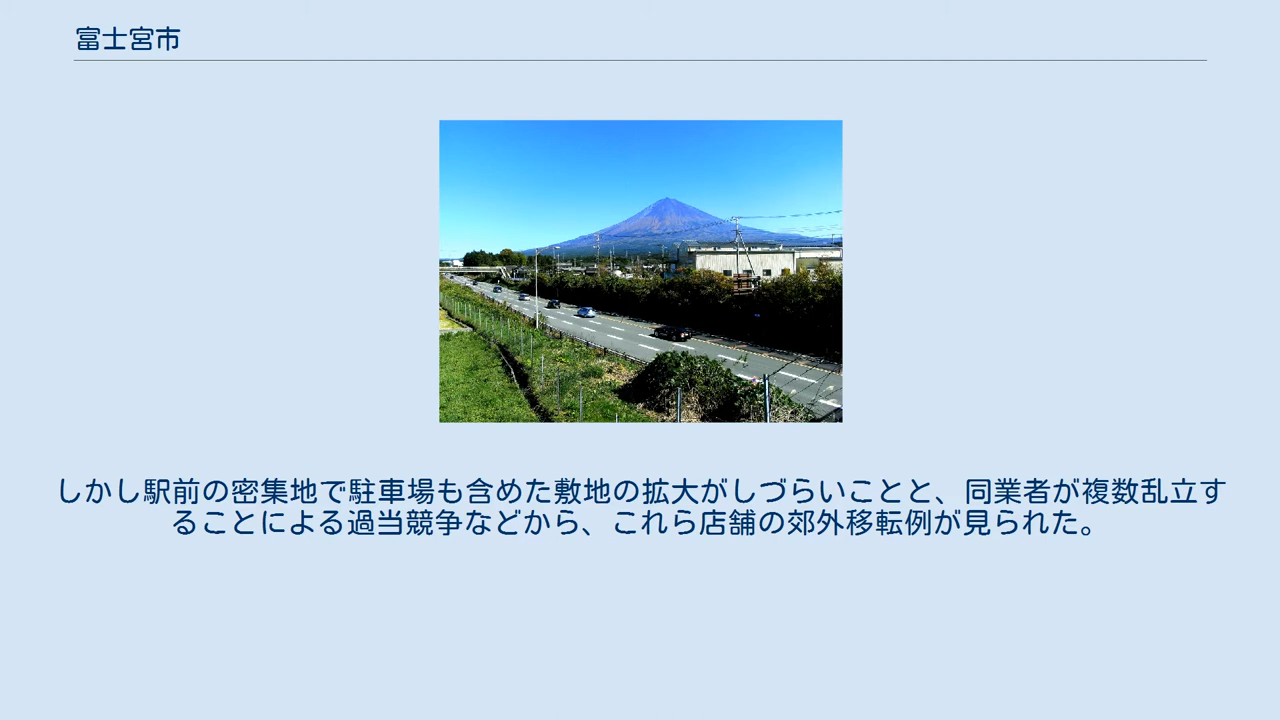 富士宮市
しかし駅前の密集地で駐車場も含めた敷地の拡大がしづらいことと、同業者が複数乱立す
ることによる過当競争などから、これら店舗の郊外移転例が見られた。